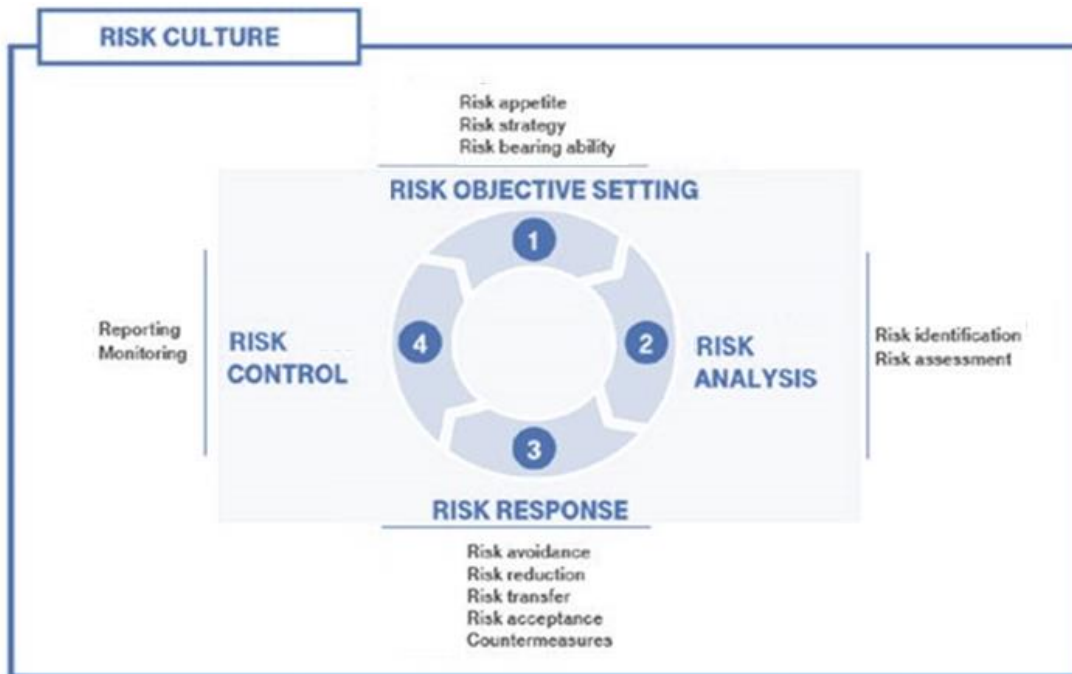 RISK CULTURE
Risk appetite
Risk strategy
Risk bearing ability
RISK OBJECTIVE SETTING
1
Reporting
Monitoring
RISK
CONTROL
4
2
RISK
ANALYSIS
Risk identification
Risk assessment
3
RISK RESPONSE
Risk avoidance
Risk reduction
Risk transfer
Risk acceptance
Countermeasures